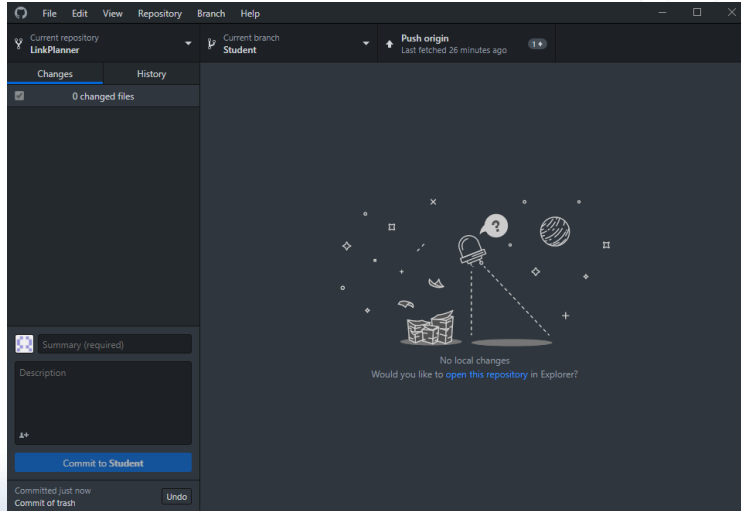 File Edit View Repository Branch Help
Current repository
LinkPlanner
Current branch
Student
Push origin
Last fetched 26 minutes ago
1
Changes History
0 changed files
?
No local changes
Would you like to open this repository in Explorer?
Summary (required)
Description
Commit to Student
Committed just now
Commit of trash
Undo